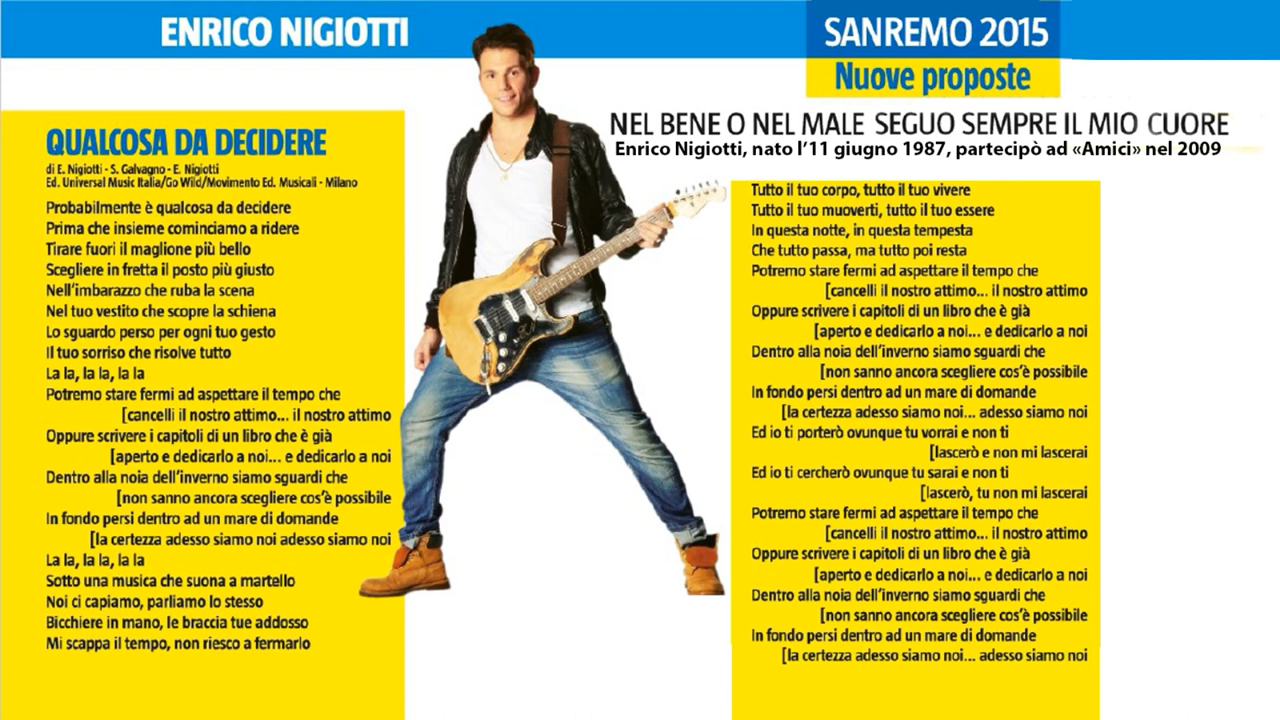 ENRICO NIGIOTTI
SANREMO 2015
Nuove proposte
NEL BENE O NEL MALE SEGUO SEMPRE IL MIO CUORE
Enrico Nigiotti, nato l'11 giugno 1987, partecipò ad «Amici» nel 2009
QUALCOSA DA DECIDERE
di E. Nigiotti - S. Galvagno - E. Nigiotti
Ed. Universal Music Italia/Go Wild/Movimento Ed. Musicali - Milano
Probabilmente è qualcosa da decidere
Prima che insieme cominciamo a ridere
Tirare fuori il maglione più bello
Scegliere in fretta il posto più giusto
Nell'imbarazzo che ruba la scena
Nel tuo vestito che scopre la schiena
Lo sguardo perso per ogni tuo gesto
Il tuo sorriso che risolve tutto
La la, la la, la la
Potremo stare fermi ad aspettare il tempo che
[cancelli il nostro attimo... il nostro attimo
Oppure scrivere i capitoli di un libro che è già
[aperto e dedicarlo a noi... e dedicarlo a noi
Dentro alla noia dell'inverno siamo sguardi che
[non sanno ancora scegliere cos'è possibile
In fondo persi dentro ad un mare di domande
[la certezza adesso siamo noi adesso siamo noi
La la, la la, la la
Sotto una musica che suona a martello
Noi ci capiamo, parliamo lo stesso
Bicchiere in mano, le braccia tue addosso
Mi scappa il tempo, non riesco a fermarlo
Tutto il tuo corpo, tutto il tuo vivere
Tutto il tuo muoverti, tutto il tuo essere
In questa notte, in questa tempesta
Che tutto passa, ma tutto poi resta
Potremo stare fermi ad aspettare il tempo che
[cancelli il nostro attimo... il nostro attimo
Oppure scrivere i capitoli di un libro che è già
[aperto e dedicarlo a noi... e dedicarlo a noi
Dentro alla noia dell'inverno siamo sguardi che
[non sanno ancora scegliere cos'è possibile
In fondo persi dentro ad un mare di domande
[la certezza adesso siamo noi... adesso siamo noi
Ed io ti porterò ovunque tu vorrai e non ti
[lascerò e non mi lascerai
Ed io ti cercherò ovunque tu sarai e non ti
[lascerò, tu non mi lascerai
Potremo stare fermi ad aspettare il tempo che
[cancelli il nostro attimo... il nostro attimo
Oppure scrivere i capitoli di un libro che è già
[aperto e dedicarlo a noi... e dedicarlo a noi
Dentro alla noia dell'inverno siamo sguardi che
[non sanno ancora scegliere cos'è possibile
In fondo persi dentro ad un mare di domande
[la certezza adesso siamo noi... adesso siamo noi